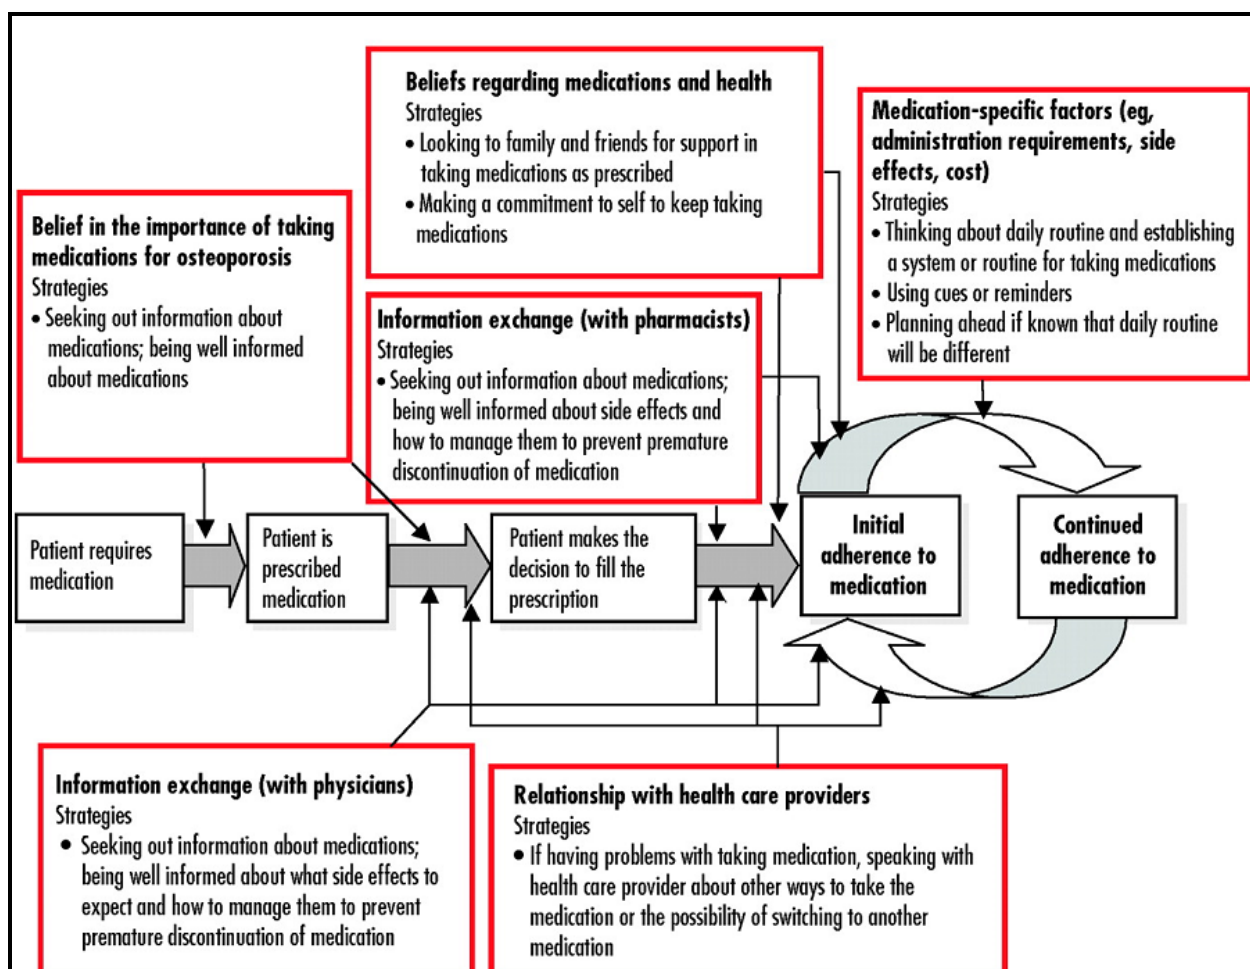 Beliefs regarding medications and health
Strategies
• Looking to family and friends for support in
taking medications as prescribed
• Making a commitment to self to keep taking
medications
Medication-specific factors (eg,
administration requirements, side
effects, cost)
Strategies
• Thinking about daily routine and establishing
a system or routine for taking medications
• Using cues or reminders
• Planning ahead if known that daily routine
will be different
Belief in the importance of taking
medications for osteoporosis
Strategies
• Seeking out information about
medications; being well informed
about medications
Information exchange (with pharmacists)
Strategies
• Seeking out information about medications;
being well informed about side effects and
how to manage them to prevent premature
discontinuation of medication
Patient requires
medication
Patient is
prescribed
medication
Patient makes the
decision to fill the
prescription
Initial
adherence to
medication
Continued
adherence to
medication
Information exchange (with physicians)
Strategies
• Seeking out information about medications;
being well informed about what side effects to
expect and how to manage them to prevent
premature discontinuation of medication
Relationship with health care providers
Strategies
• If having problems with taking medication, speaking with
health care provider about other ways to take the
medication or the possibility of switching to another
medication